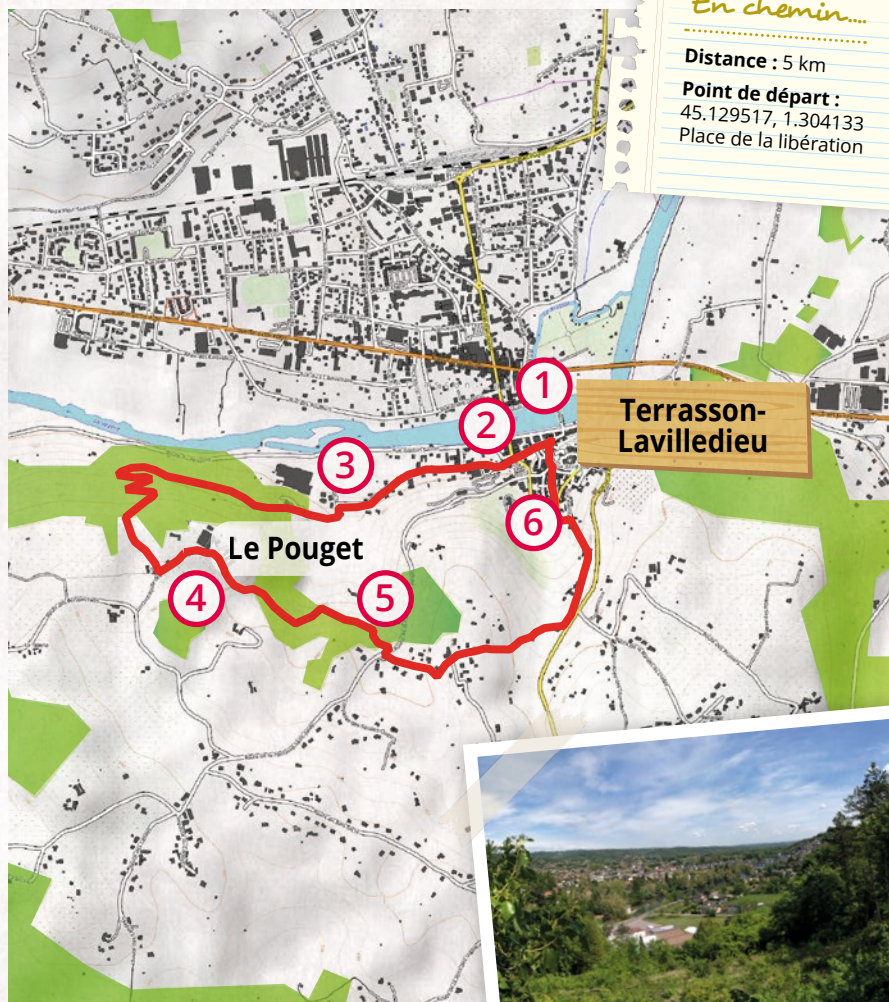 En chemin....
Distance : 5 km
Point de départ :
45.129517, 1.304133
Place de la libération
1
2
Terrasson-
Lavilledieu
3
6
Le Pouget
4
5